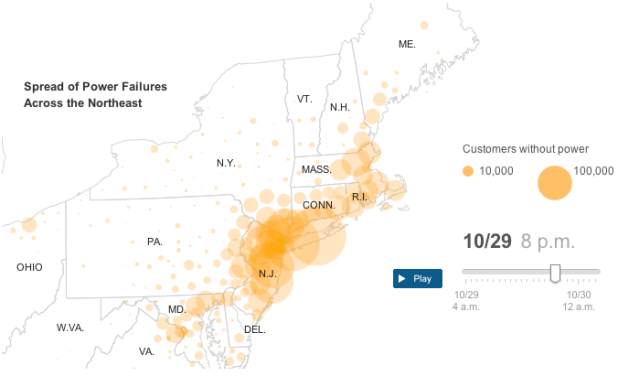 ME.
Spread of Power Failures
Across the Northeast
VT.
N.H.
Customers without power
N.Y.
MASS.
10,000
100,000
R.I.
CONN.
PA.
10/29 8 p.m.
OHIO
N.J.
Play
10/29
4 a.m.
10/30
12 a.m.
MD.
W.VA.
DEL.
VA.